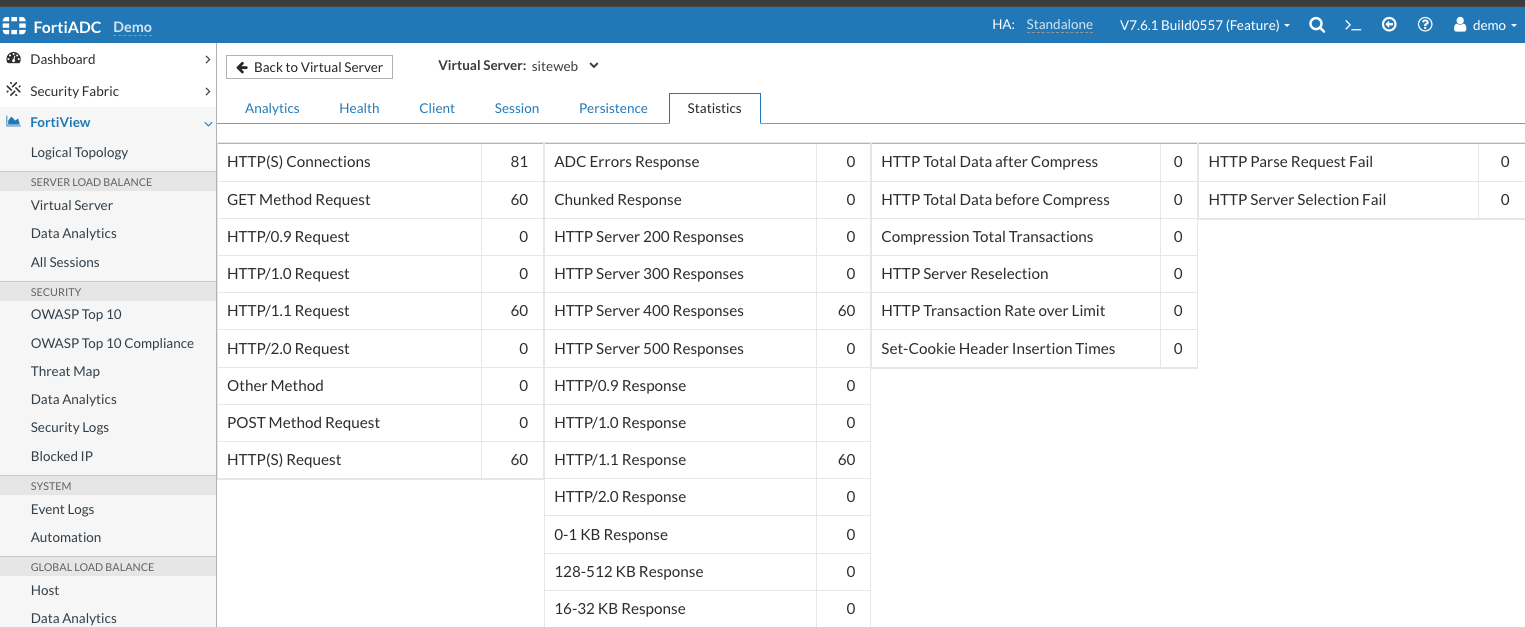 FortiADC Demo HA: Standalone V7.6.1 Build0557 (Feature) >_ demo
Dashboard
Security Fabric
FortiView
Logical Topology
SERVER LOAD BALANCE
Virtual Server
Data Analytics
All Sessions
SECURITY
OWASP Top 10
OWASP Top 10 Compliance
Threat Map
Data Analytics
Security Logs
Blocked IP
SYSTEM
Event Logs
Automation
GLOBAL LOAD BALANCE
Host
Data Analytics
Back to Virtual Server Virtual Server: siteweb
Analytics Health Client Session Persistence Statistics
HTTP(S) Connections 81 ADC Errors Response 0 HTTP Total Data after Compress 0 HTTP Parse Request Fail 0
GET Method Request 60 Chunked Response 0 HTTP Total Data before Compress 0 HTTP Server Selection Fail 0
HTTP/0.9 Request 0 HTTP Server 200 Responses 0 Compression Total Transactions 0
HTTP/1.0 Request 0 HTTP Server 300 Responses 0 HTTP Server Reselection 0
HTTP/1.1 Request 60 HTTP Server 400 Responses 60 HTTP Transaction Rate over Limit 0
HTTP/2.0 Request 0 HTTP Server 500 Responses 0 Set-Cookie Header Insertion Times 0
Other Method 0 HTTP/0.9 Response 0
POST Method Request 0 HTTP/1.0 Response 0
HTTP(S) Request 60 HTTP/1.1 Response 60
HTTP/2.0 Response 0
0-1 KB Response 0
128-512 KB Response 0
16-32 KB Response 0